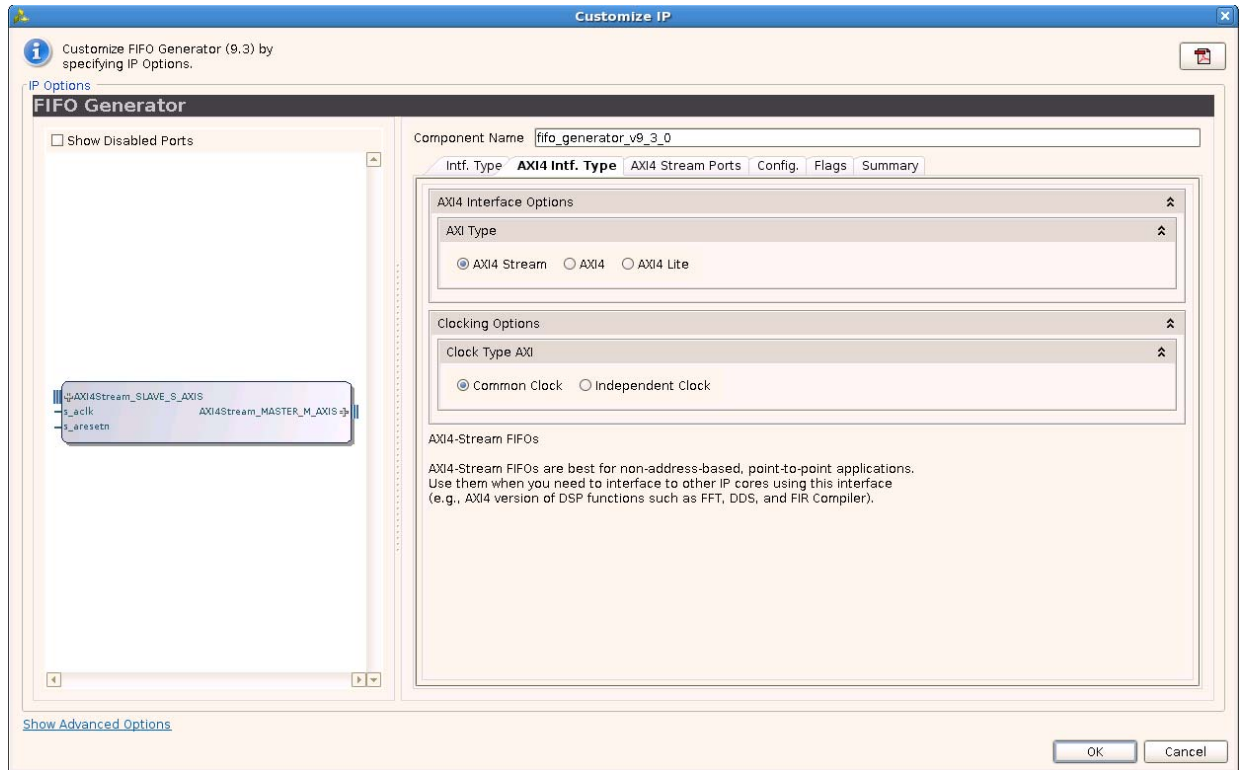 Customize IP
Customize FIFO Generator (9.3) by
specifying IP Options.
IP Options
FIFO Generator
Show Disabled Ports
Component Name fifo_generator_v9_3_0
Intf. Type AXI4 Intf. Type AXI4 Stream Ports Config. Flags Summary
AXI4 Interface Options
AXI Type
AXI4 Stream AXI4 AXI4 Lite
Clocking Options
Clock Type AXI
Common Clock Independent Clock
AXI4Stream_SLAVE_S_AXIS
s_aclk AXI4Stream_MASTER_M_AXIS
s_aresetn
AXI4-Stream FIFOs
AXI4-Stream FIFOs are best for non-address-based, point-to-point applications.
Use them when you need to interface to other IP cores using this interface
(e.g., AXI4 version of DSP functions such as FFT, DDS, and FIR Compiler).
Show Advanced Options
OK Cancel